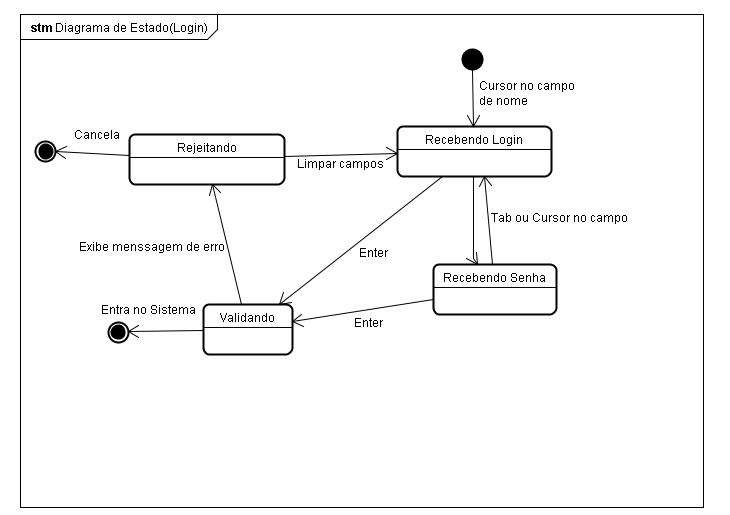 stm Diagrama de Estado(Login)
Cursor no campo
de nome
Cancela
Rejeitando
Recebendo Login
Limpar campos
Tab ou Cursor no campo
Exibe menssagem de erro
Enter
Recebendo Senha
Entra no Sistema
Validando
Enter